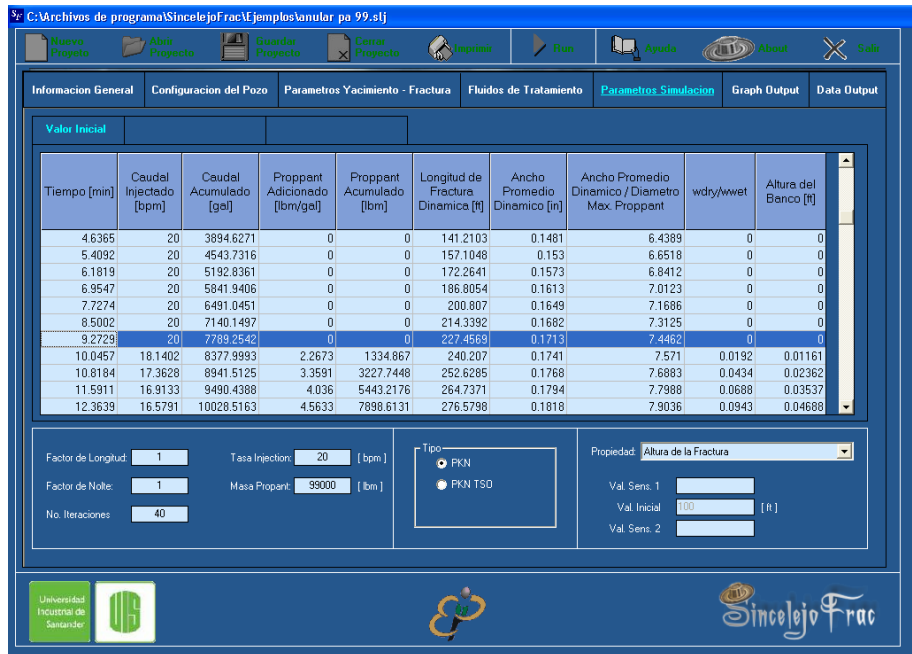 C:\Archivos de programa\SincelejoFrac\Ejemplos\anular pa 99.slj
Nuevo Proyecto Abrir Proyecto Guardar Proyecto Cerrar Proyecto Imprimir Run Ayuda About Salir
Informacion General Configuracion del Pozo Parametros Yacimiento - Fractura Fluidos de Tratamiento Parametros Simulacion Graph Output Data Output
Valor Inicial
Tiempo [min] Caudal Injectado [bpm] Caudal Acumulado [gal] Proppant Adicionado [lbm/gal] Proppant Acumulado [lbm] Longitud de Fractura Dinamica [ft] Ancho Promedio Dinamico [in] Ancho Promedio Dinamico / Diametro Max. Proppant wdry/wwet Altura del Banco [ft]
4.6365 20 3894.6271 0 0 141.2103 0.1481 6.4389 0 0
5.4092 20 4543.7316 0 0 157.1048 0.153 6.6518 0 0
6.1819 20 5192.8361 0 0 172.2641 0.1573 6.8412 0 0
6.9547 20 5841.9406 0 0 186.8054 0.1613 7.0123 0 0
7.7274 20 6491.0451 0 0 200.807 0.1649 7.1686 0 0
8.5002 20 7140.1497 0 0 214.3392 0.1682 7.3125 0 0
9.2729 20 7789.2542 0 0 227.4569 0.1713 7.4462 0 0
10.0457 18.1402 8377.9993 2.2673 1334.867 240.207 0.1741 7.571 0.0192 0.01161
10.8184 17.3628 8941.5125 3.3591 3227.7448 252.6285 0.1768 7.6883 0.0434 0.02362
11.5911 16.9133 9490.4388 4.036 5443.2176 264.7371 0.1794 7.7988 0.0688 0.03537
12.3639 16.5791 10028.5163 4.5633 7898.6131 276.5798 0.1818 7.9036 0.0943 0.04688
Factor de Longitud: 1 Tasa Injection: 20 [ bpm ]
Factor de Nolte: 1 Masa Propant: 99000 [ lbm ]
No. Iteraciones 40
Tipo
PKN
PKN TSO
Propiedad: Altura de la Fractura
Val. Sens. 1
Val. Inicial 100 [ ft ]
Val. Sens. 2
Universidad
Industrial de
Santander
UIS
Sincelejo Frac